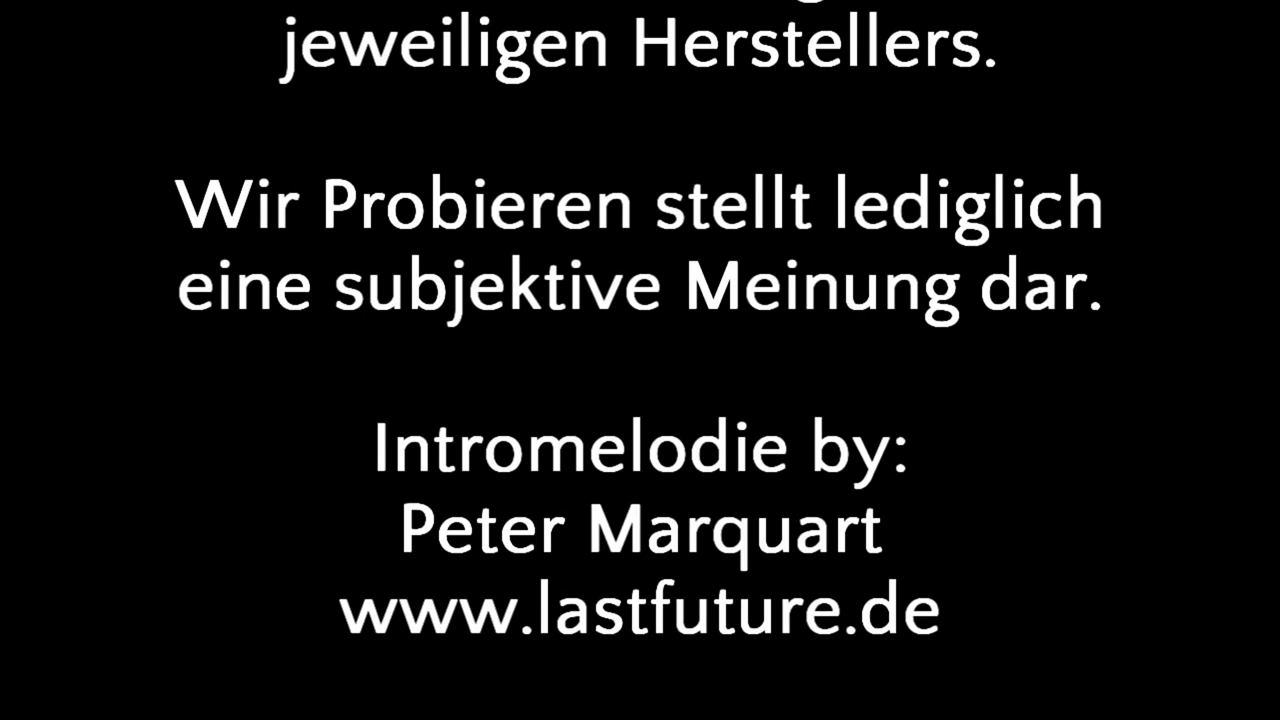 jeweiligen Herstellers.
Wir Probieren stellt lediglich
eine subjektive Meinung dar.
Intromelodie by:
Peter Marquart
www.lastfuture.de